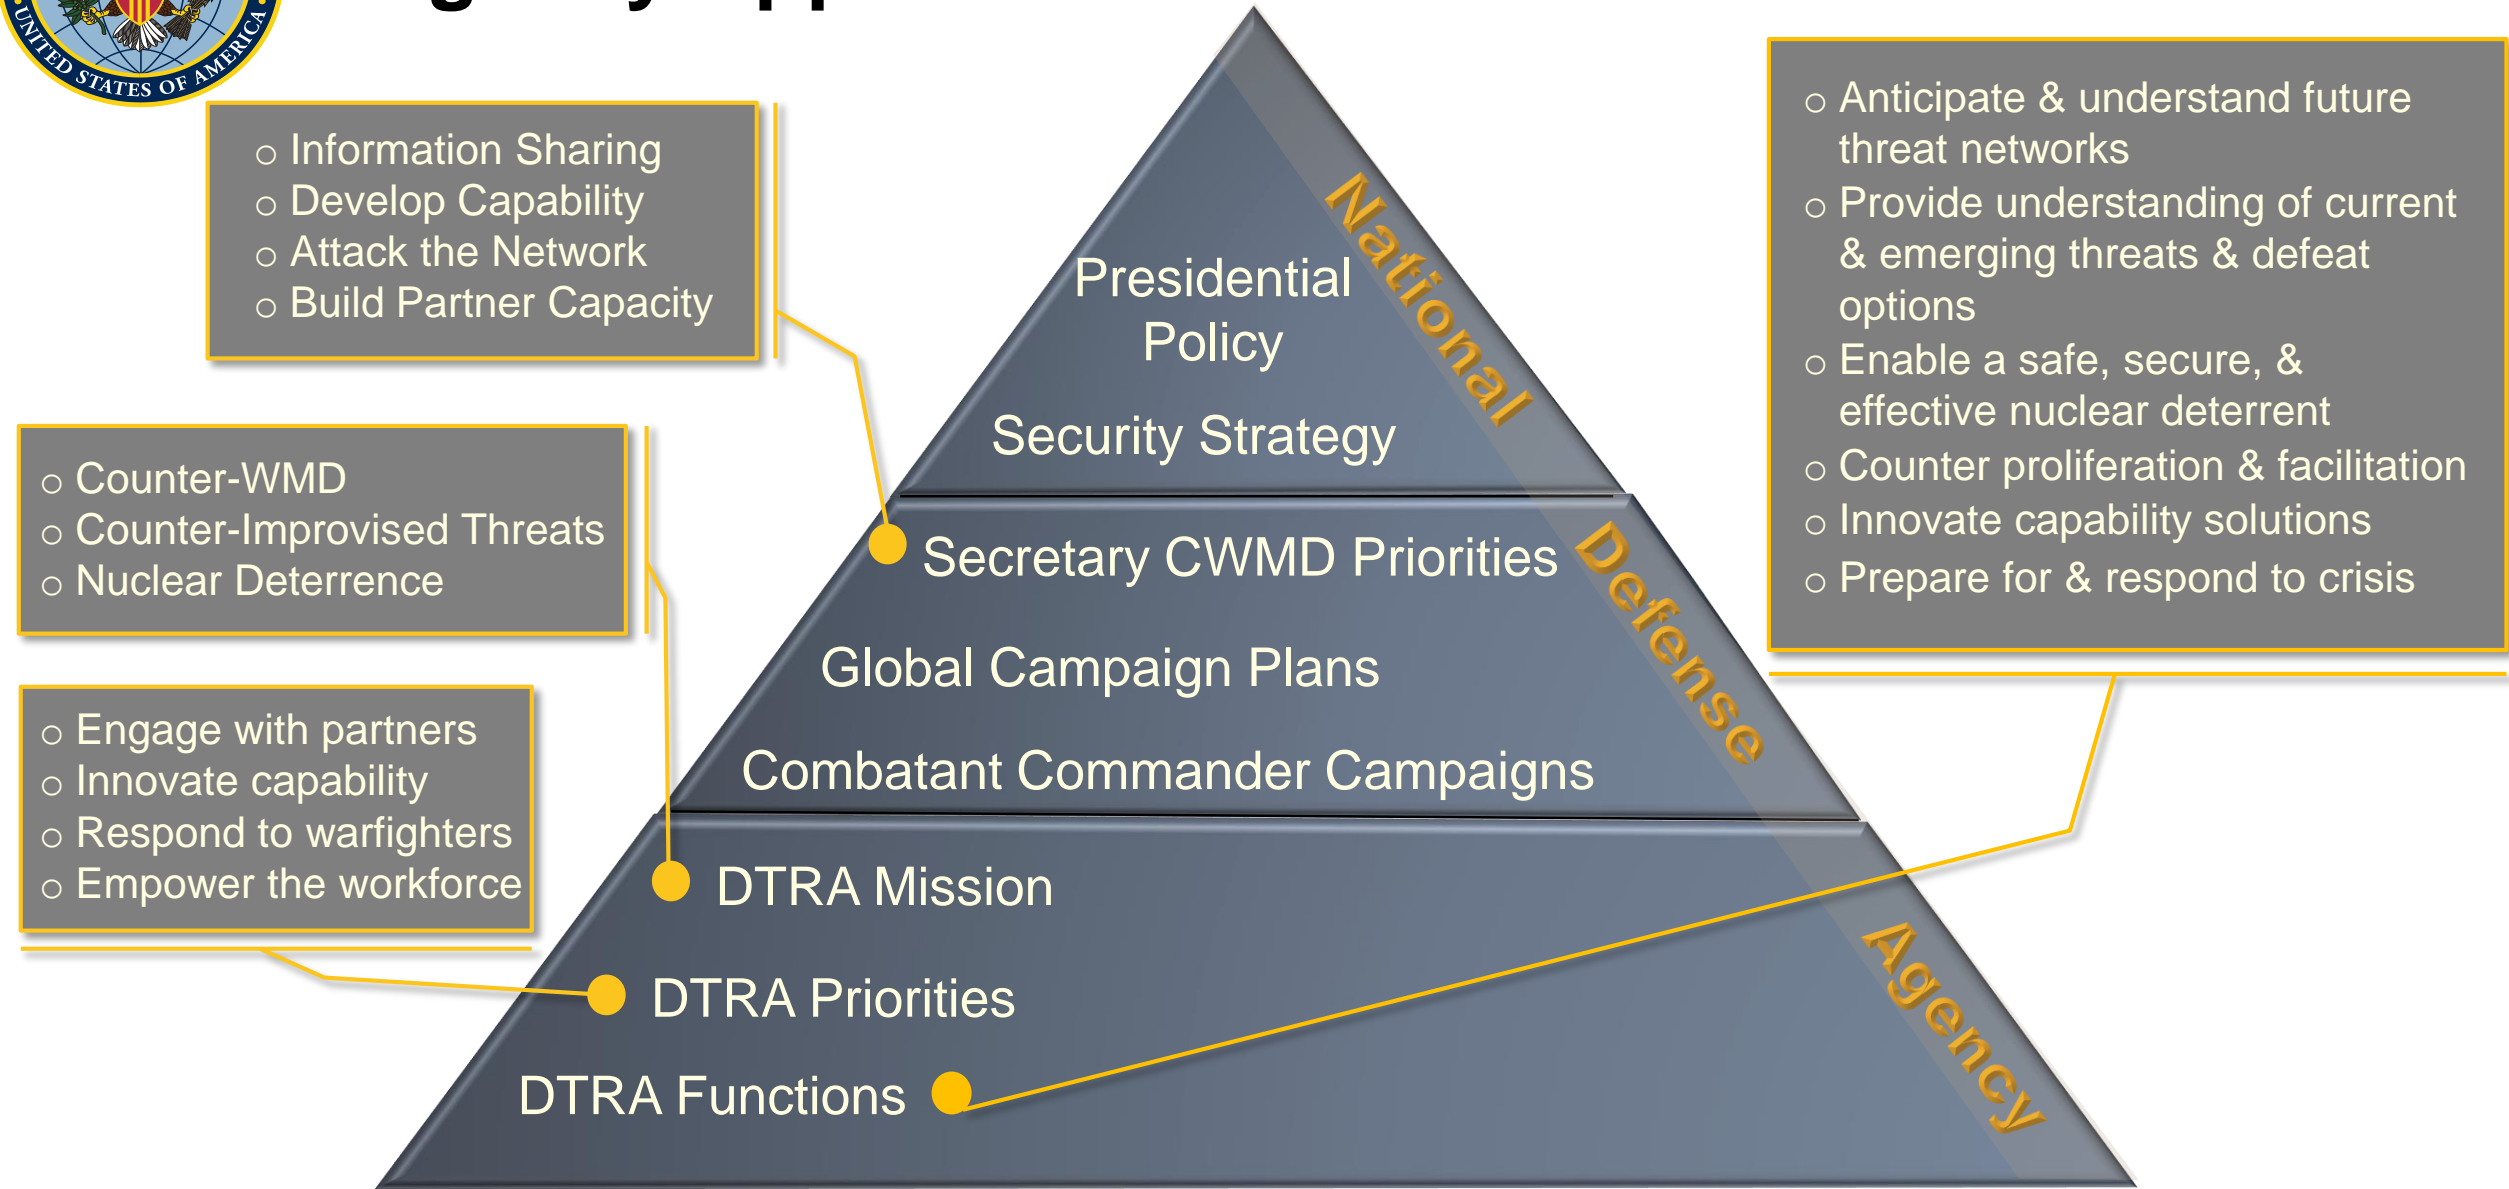 UNITED STATES OF AMERICA
o Information Sharing
o Develop Capability
o Attack the Network
o Build Partner Capacity
o Counter-WMD
o Counter-Improvised Threats
o Nuclear Deterrence
o Engage with partners
o Innovate capability
o Respond to warfighters
o Empower the workforce
National
Presidential
Policy
Security Strategy
Defense
Secretary CWMD Priorities
Global Campaign Plans
Combatant Commander Campaigns
Agency
DTRA Mission
DTRA Priorities
DTRA Functions
o Anticipate & understand future
threat networks
o Provide understanding of current
& emerging threats & defeat
options
o Enable a safe, secure, &
effective nuclear deterrent
o Counter proliferation & facilitation
o Innovate capability solutions
o Prepare for & respond to crisis